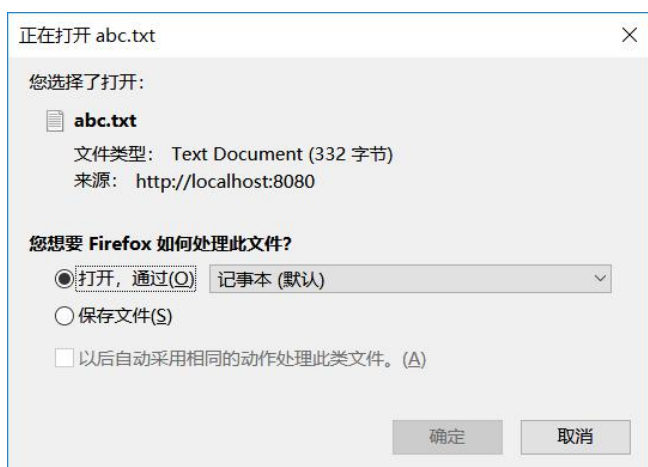 正在打开 abc.txt
您选择了打开：
abc.txt
文件类型： Text Document (332 字节)
来源： http://localhost:8080
您想要 Firefox 如何处理此文件？
打开，通过(O) 记事本 (默认)
保存文件(S)
以后自动采用相同的动作处理此类文件。(A)
确定 取消